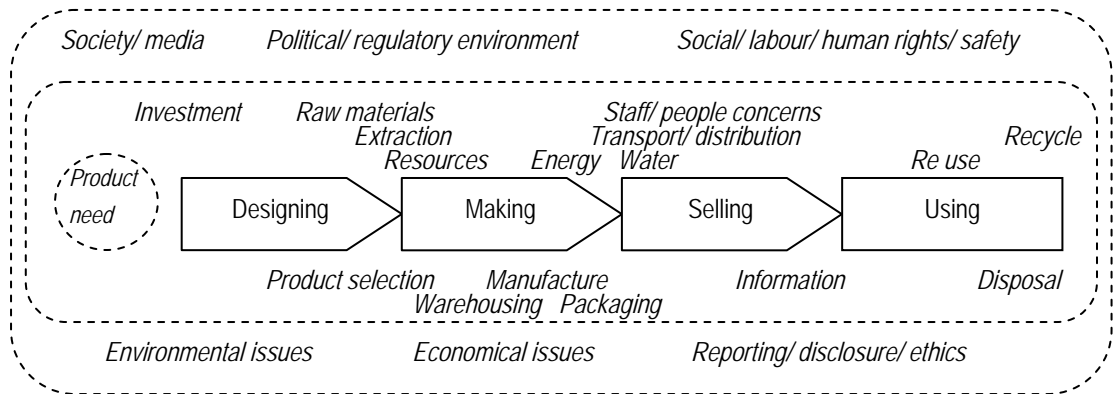 Society/ media Political/ regulatory environment Social/ labour/ human rights/ safety
Investment Raw materials Staff/ people concerns
Extraction Transport/ distribution Recycle
Resources Energy Water Re use
Product
need
Designing Making Selling Using
Product selection Manufacture Information Disposal
Warehousing Packaging
Environmental issues Economical issues Reporting/ disclosure/ ethics